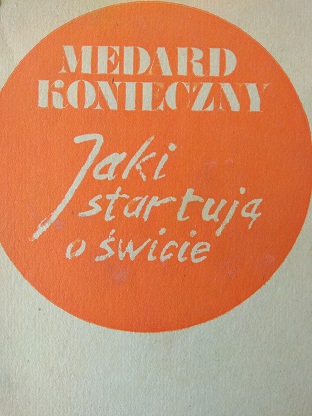 MEDARD
KONIECZNY
Jaki
startują
o świcie